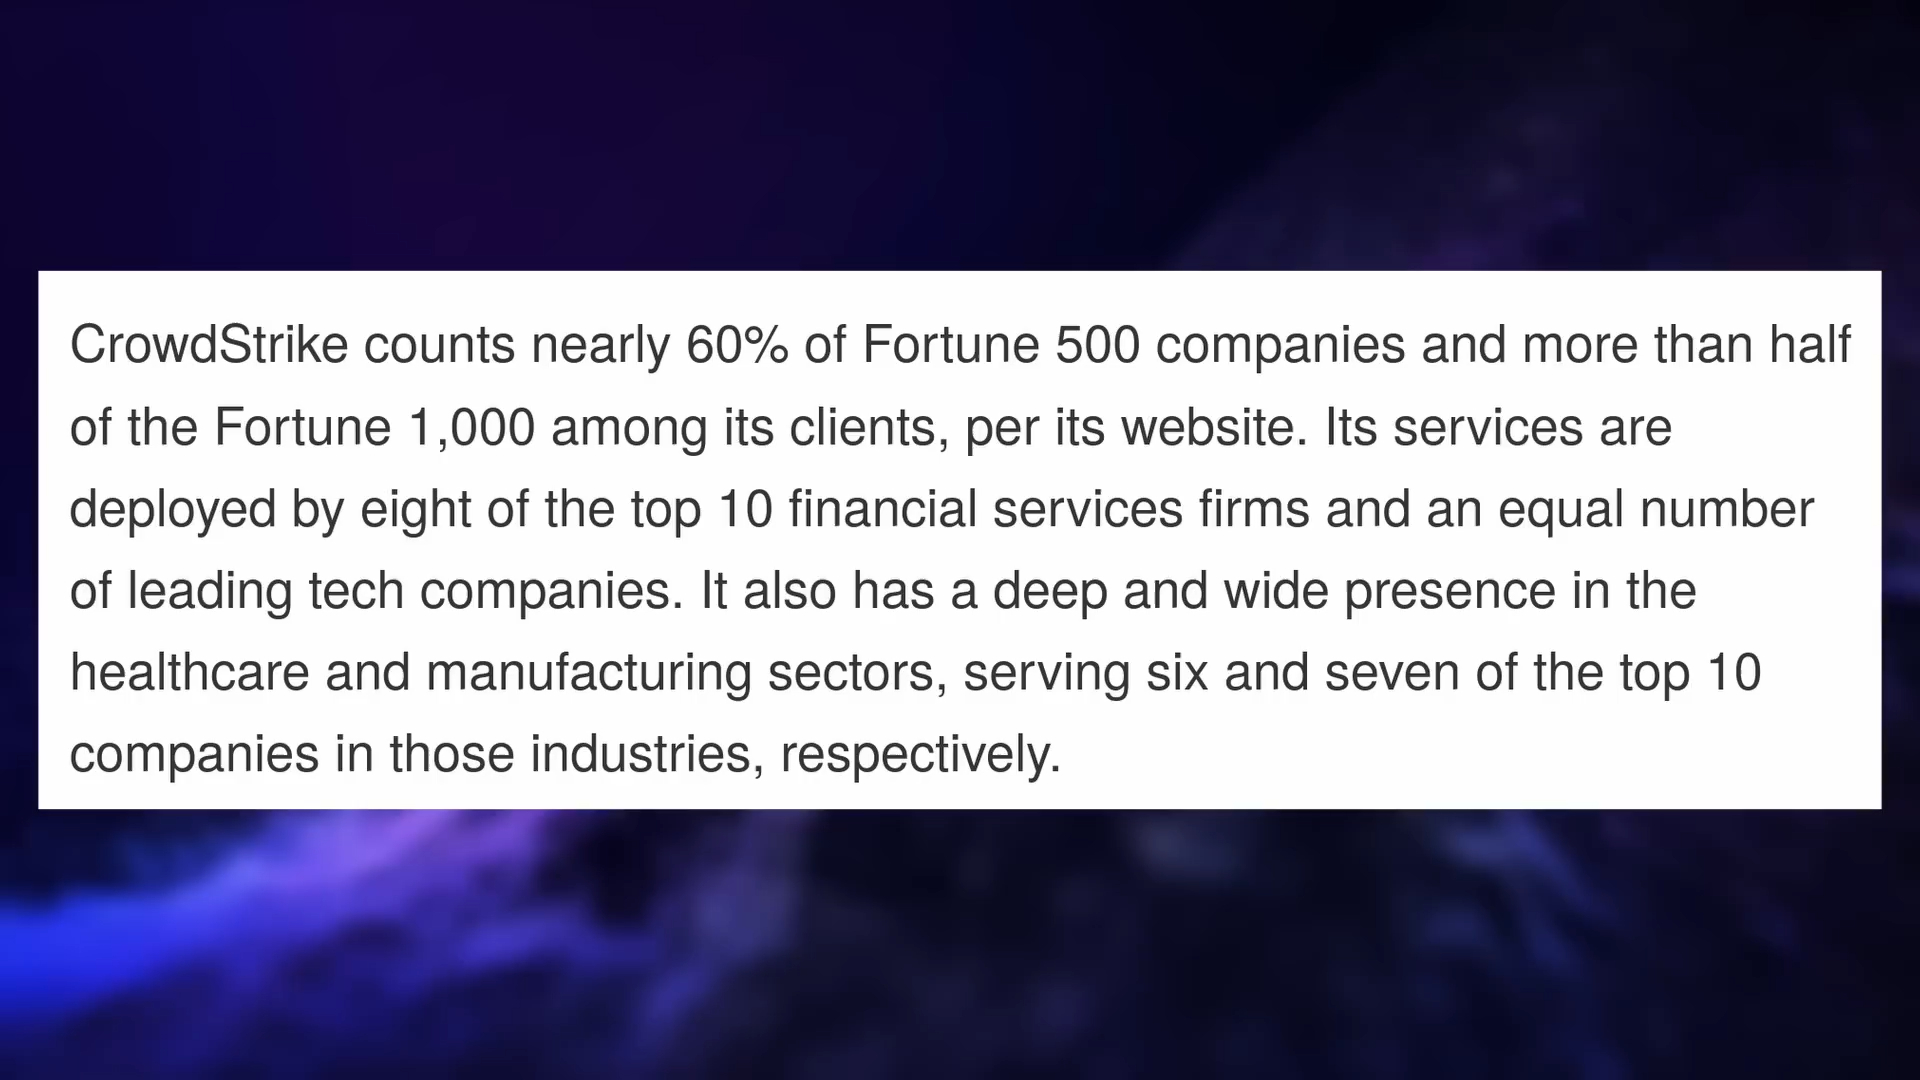 CrowdStrike counts nearly 60% of Fortune 500 companies and more than half
of the Fortune 1,000 among its clients, per its website. Its services are
deployed by eight of the top 10 financial services firms and an equal number
of leading tech companies. It also has a deep and wide presence in the
healthcare and manufacturing sectors, serving six and seven of the top 10
companies in those industries, respectively.